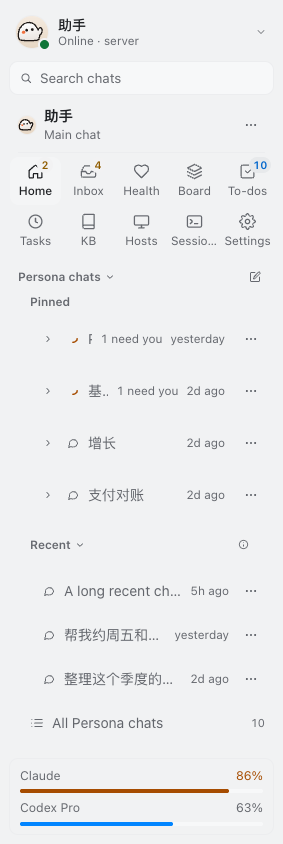 助手
Online · server
Search chats
助手
Main chat
2
4
10
Home
Inbox
Health
Board
To-dos
Tasks
KB
Hosts
Sessio...
Settings
Persona chats
Pinned
1 need you yesterday
基.. 1 need you 2d ago
增长 2d ago
支付对账 2d ago
Recent
A long recent ch... 5h ago
帮我约周五和... yesterday
整理这个季度的... 2d ago
All Persona chats 10
Claude 86%
Codex Pro 63%